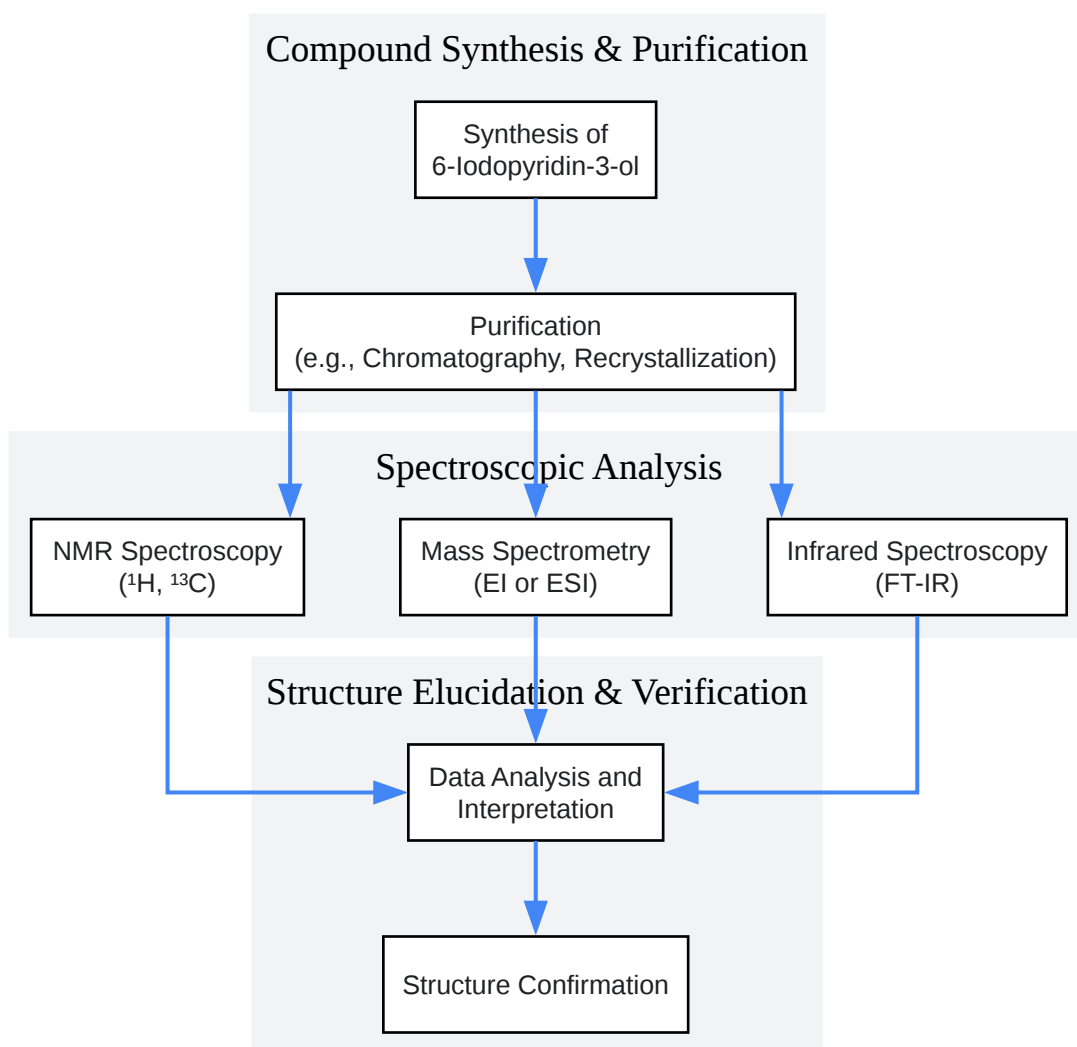 Compound Synthesis & Purification
Synthesis of
6-Iodopyridin-3-ol
Purification
(e.g., Chromatography, Recrystallization)
Spectroscopic Analysis
NMR Spectroscopy
(¹H, ¹³C)
Mass Spectrometry
(EI or ESI)
Infrared Spectroscopy
(FT-IR)
Structure Elucidation & Verification
Data Analysis and
Interpretation
Structure Confirmation